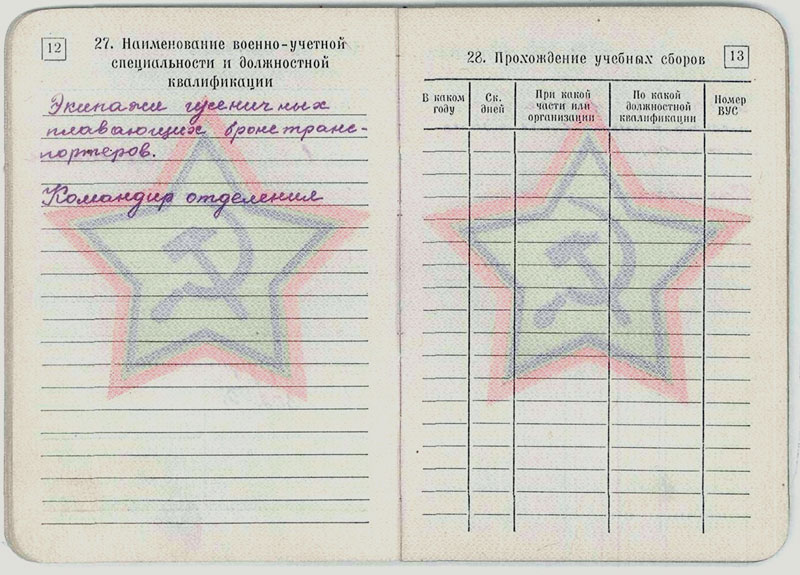 12
27. Наименование военно-учетной
специальности и должностной
квалификации
Экипажи гусеничных
плавающих бронетранс-
портеров.
Командир отделения
28. Прохождение учебных сборов
13
В каком
году
Ск.
дней
При какой
части или
организации
По какой
должностной
квалификации
Номер
ВУС